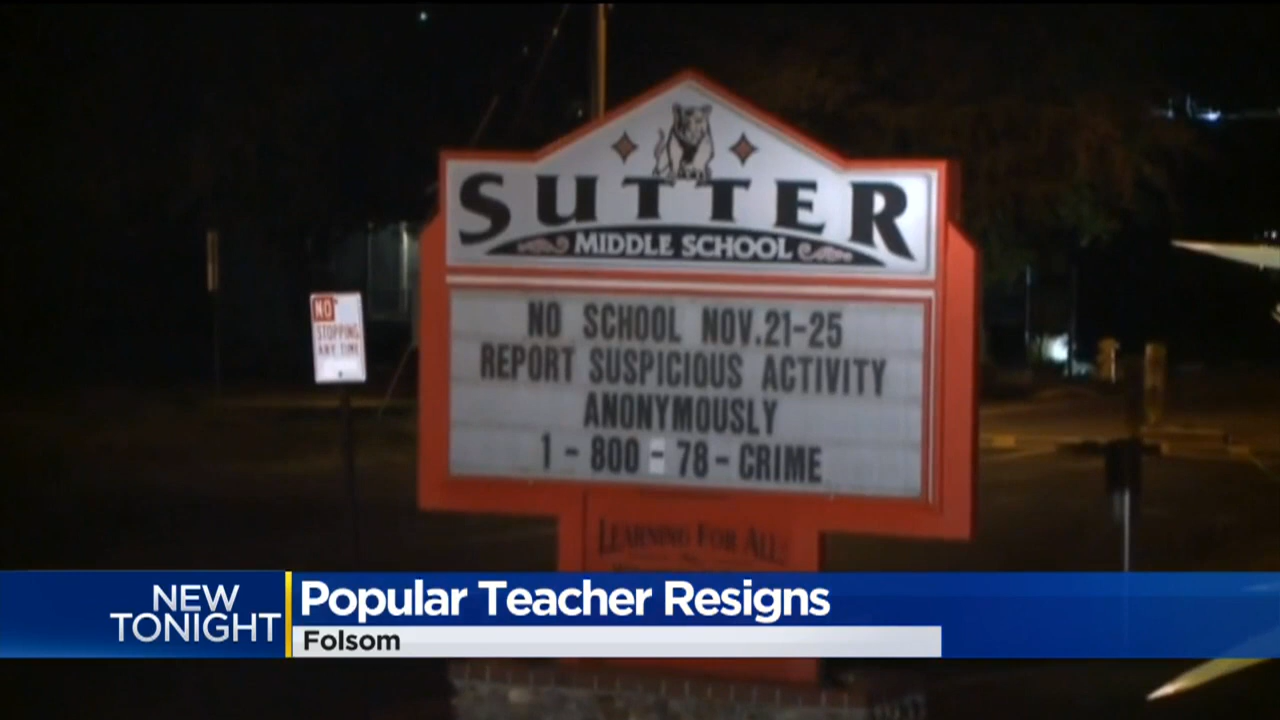 SUTTER
MIDDLE SCHOOL
NO SCHOOL NOV.21-25
REPORT SUSPICIOUS ACTIVITY
ANONYMOUSLY
1-800-78-CRIME
NO
STOPPING
ANY TIME
LEARNING FOR ALL
NEW
TONIGHT
Popular Teacher Resigns
Folsom